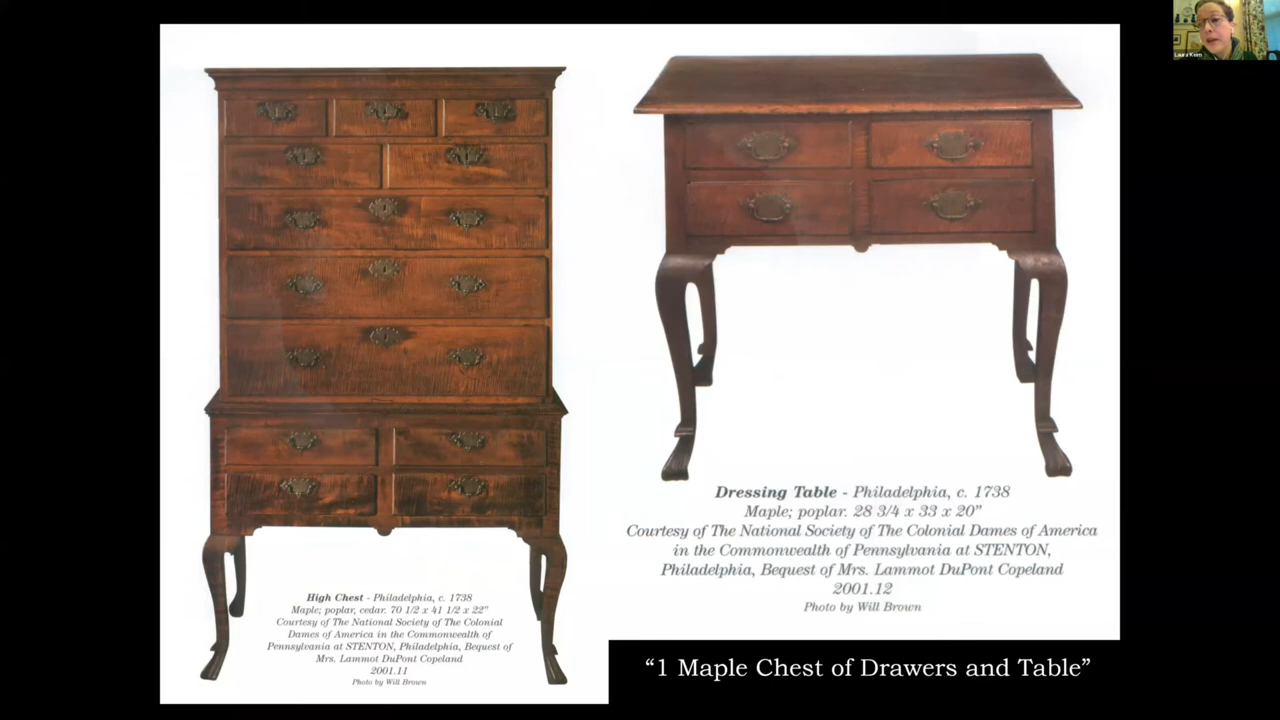 Laura Keim
High Chest - Philadelphia, c. 1738
Maple; poplar, cedar. 70 1/2 x 41 1/2 x 22"
Courtesy of The National Society of The Colonial
Dames of America in the Commonwealth of
Pennsylvania at STENTON, Philadelphia, Bequest of
Mrs. Lammot DuPont Copeland
2001.11
Photo by Will Brown
Dressing Table - Philadelphia, c. 1738
Maple; poplar. 28 3/4 x 33 x 20"
Courtesy of The National Society of The Colonial Dames of America
in the Commonwealth of Pennsylvania at STENTON,
Philadelphia, Bequest of Mrs. Lammot DuPont Copeland
2001.12
Photo by Will Brown
“1 Maple Chest of Drawers and Table”